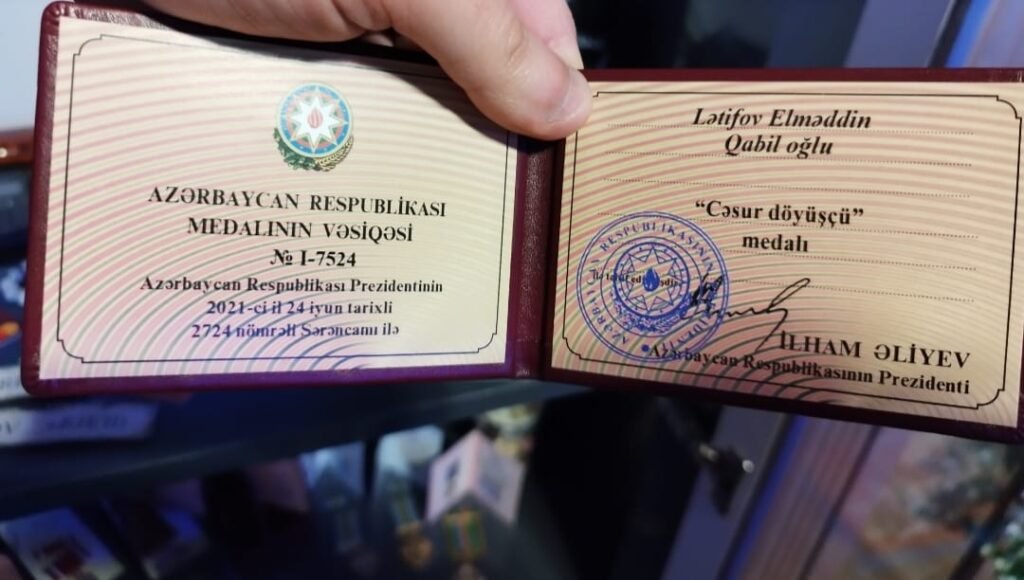 AZƏRBAYCAN RESPUBLİKASI
MEDALININ VƏSİQƏSİ
№ I-7524
Azərbaycan Respublikası Prezidentinin
2021-ci il 24 iyun tarixli
2724 nömrəli Sərəncamı ilə
Lətifov Elməddin
Qabil oğlu
“Cəsur döyüşçü”
medalı
İLHAM ƏLİYEV
Azərbaycan Respublikasının Prezidenti